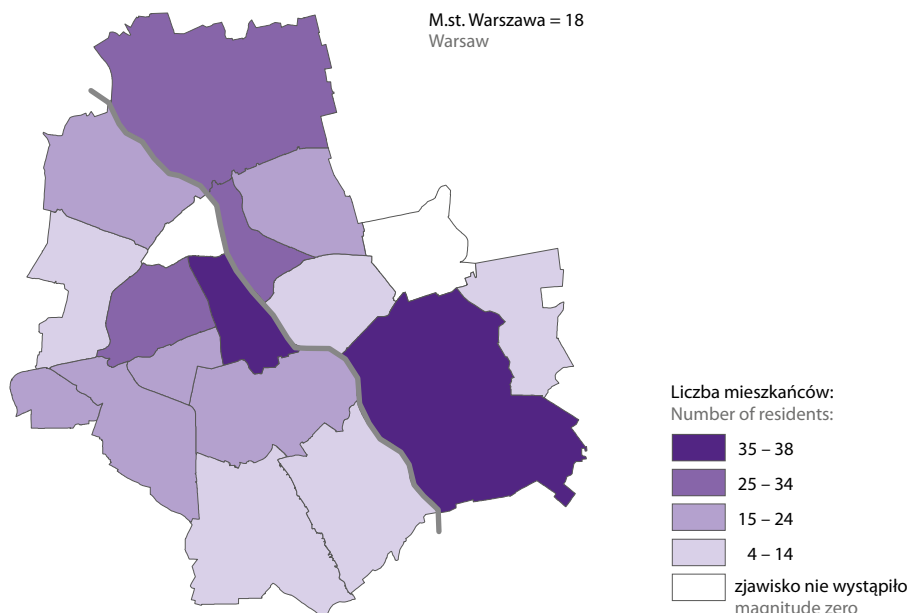 M.st. Warszawa = 18
Warsaw
Liczba mieszkańców:
Number of residents:
35 – 38
25 – 34
15 – 24
4 – 14
zjawisko nie wystąpiło
magnitude zero